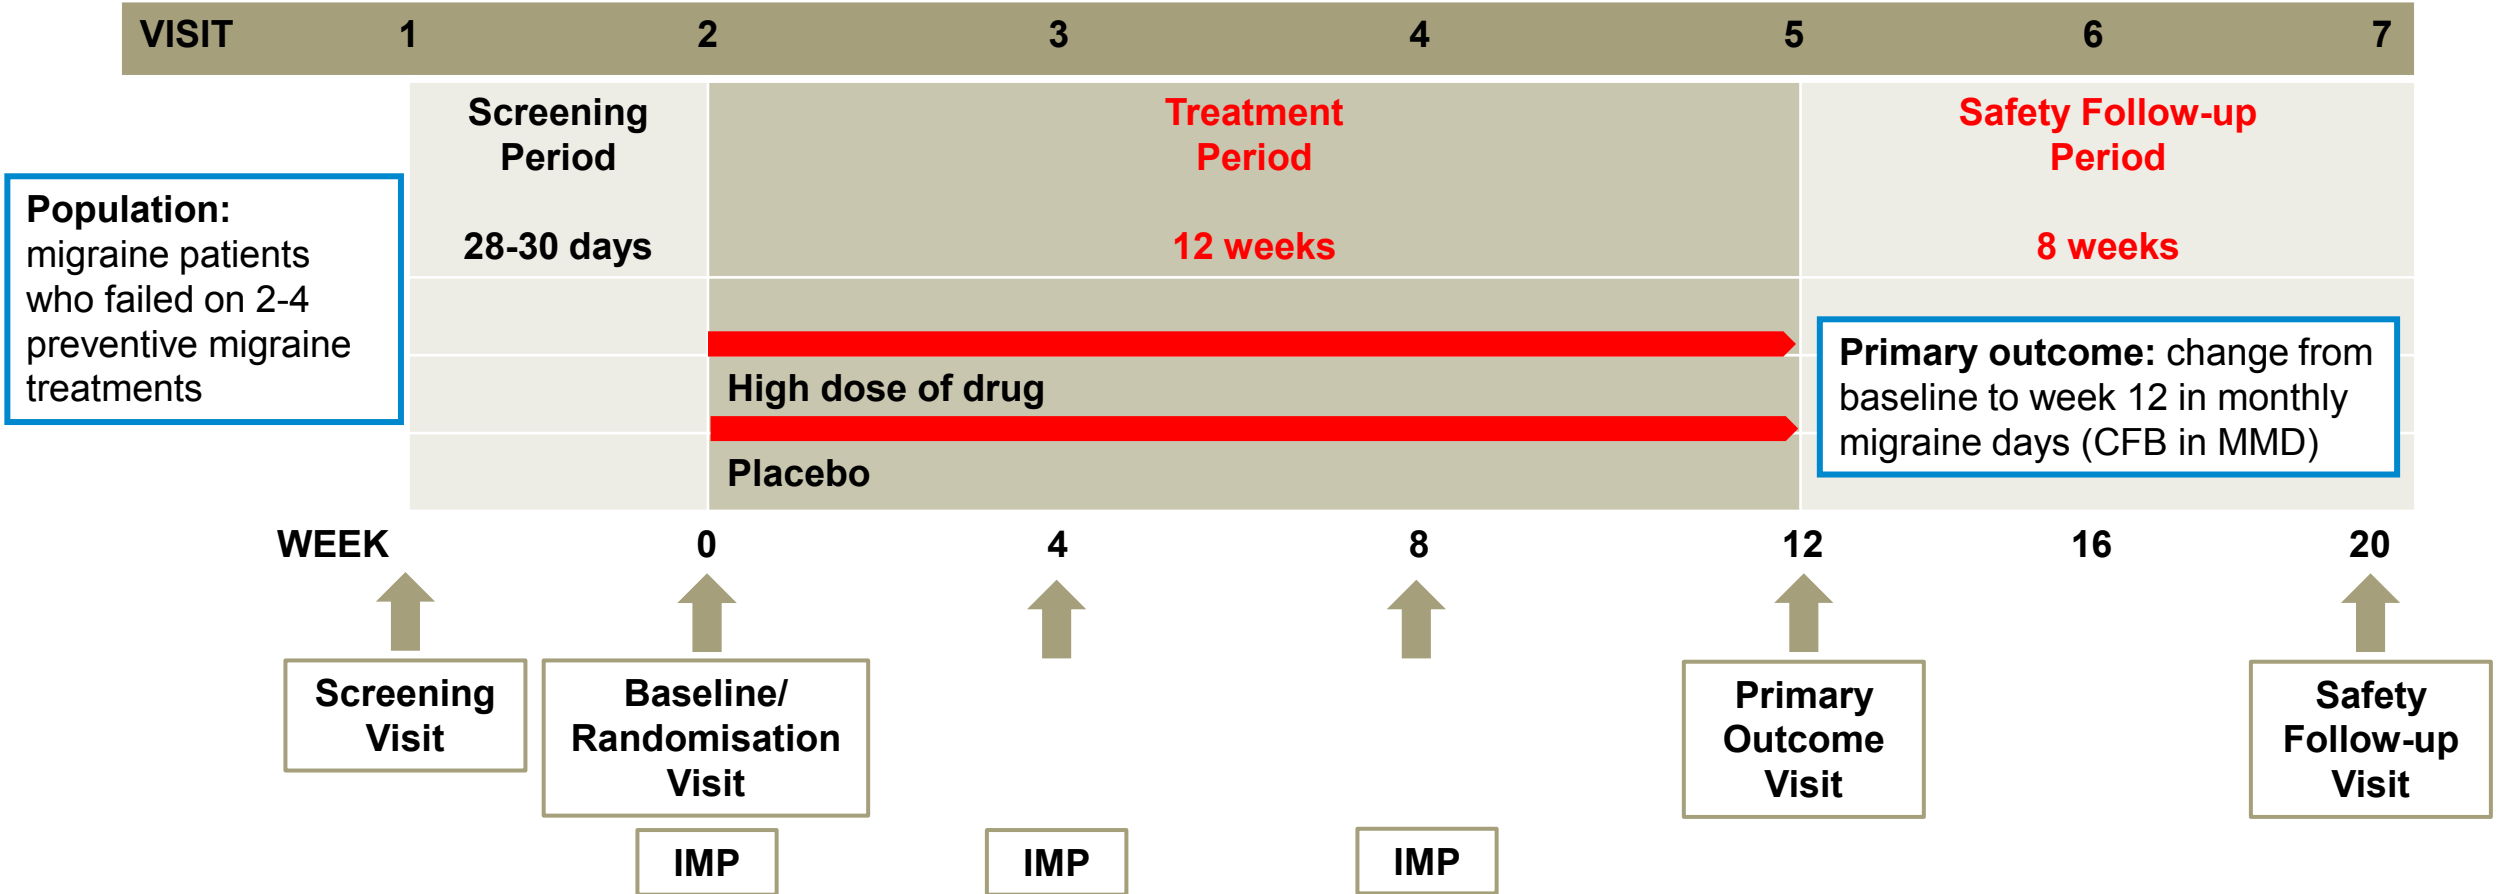 VISIT 1 2 3 4 5 6 7
Screening
Period
28-30 days
Treatment
Period
12 weeks
Safety Follow-up
Period
8 weeks
Population:
migraine patients
who failed on 2-4
preventive migraine
treatments
High dose of drug
Placebo
Primary outcome: change from
baseline to week 12 in monthly
migraine days (CFB in MMD)
WEEK 0 4 8 12 16 20
Screening
Visit
Baseline/
Randomisation
Visit
Primary
Outcome
Visit
Safety
Follow-up
Visit
IMP
IMP
IMP